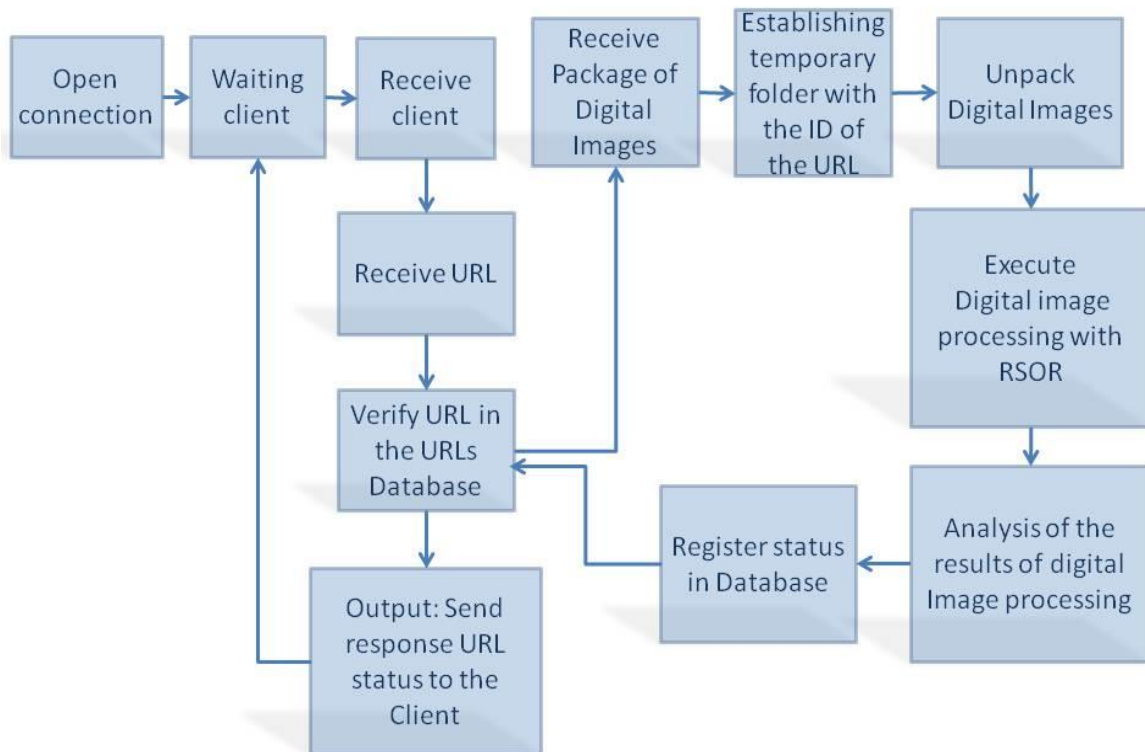 Open
connection
Waiting
client
Receive
client
Receive
Package of
Digital
Images
Establishing
temporary
folder with
the ID of
the URL
Unpack
Digital Images
Receive URL
Execute
Digital image
processing with
RSOR
Verify URL in
the URLs
Database
Register status
in Database
Analysis of the
results of digital
Image processing
Output: Send
response URL
status to the
Client